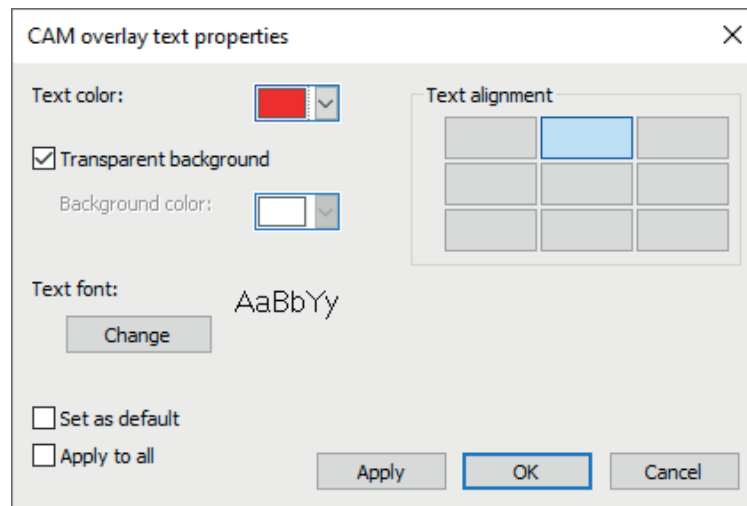 CAM overlay text properties
Text color:
Text alignment
Transparent background
Background color:
Text font:
AaBbYy
Change
Set as default
Apply to all
Apply
OK
Cancel